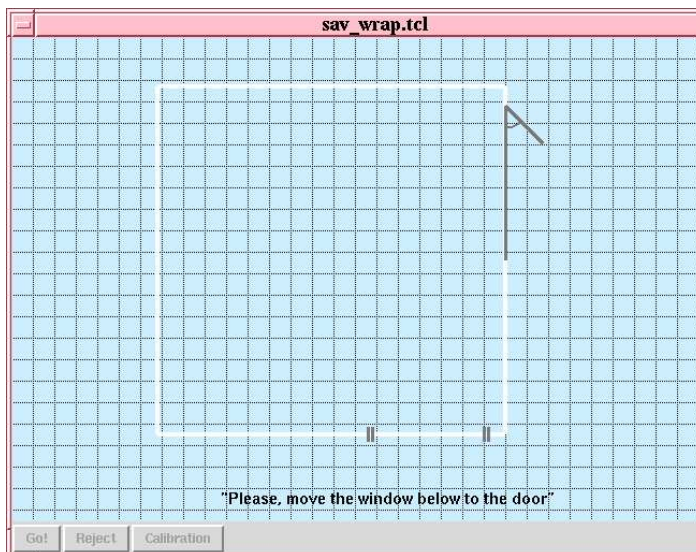 sav_wrap.tcl
"Please, move the window below to the door"
Go! Reject Calibration